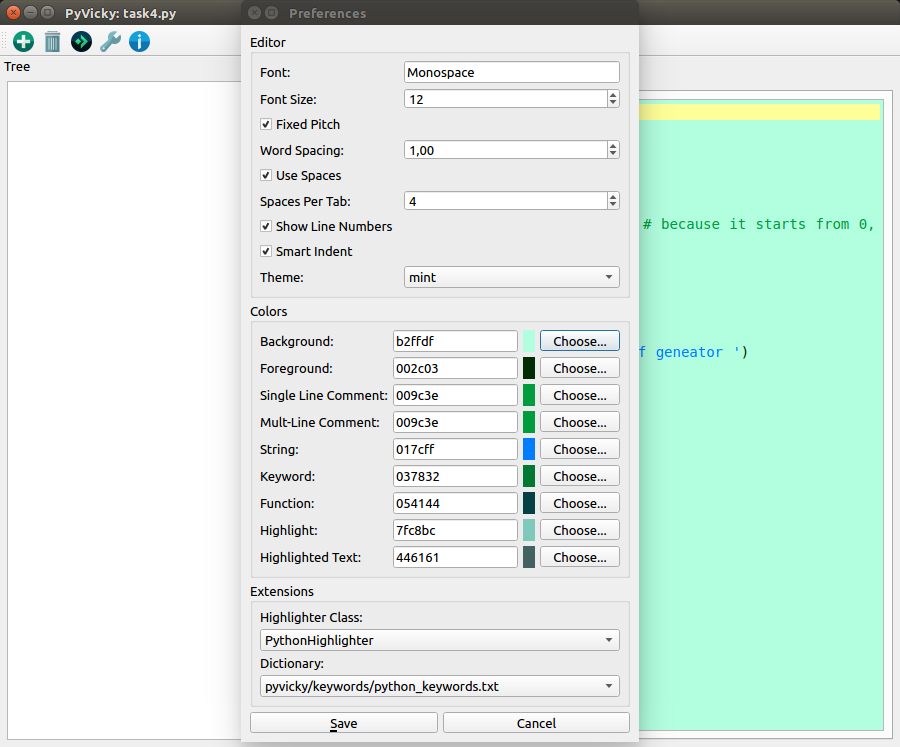 PyVicky: task4.py
Preferences
Tree
Editor
Font: Monospace
Font Size: 12
Fixed Pitch
Word Spacing: 1,00
Use Spaces
Spaces Per Tab: 4
Show Line Numbers
Smart Indent
Theme: mint
Colors
Background: b2ffdf Choose...
Foreground: 002c03 Choose...
Single Line Comment: 009c3e Choose...
Mult-Line Comment: 009c3e Choose...
String: 017cff Choose...
Keyword: 037832 Choose...
Function: 054144 Choose...
Highlight: 7fc8bc Choose...
Highlighted Text: 446161 Choose...
Extensions
Highlighter Class:
PythonHighlighter
Dictionary:
pyvicky/keywords/python_keywords.txt
Save Cancel
# because it starts from 0,
f geneator ')